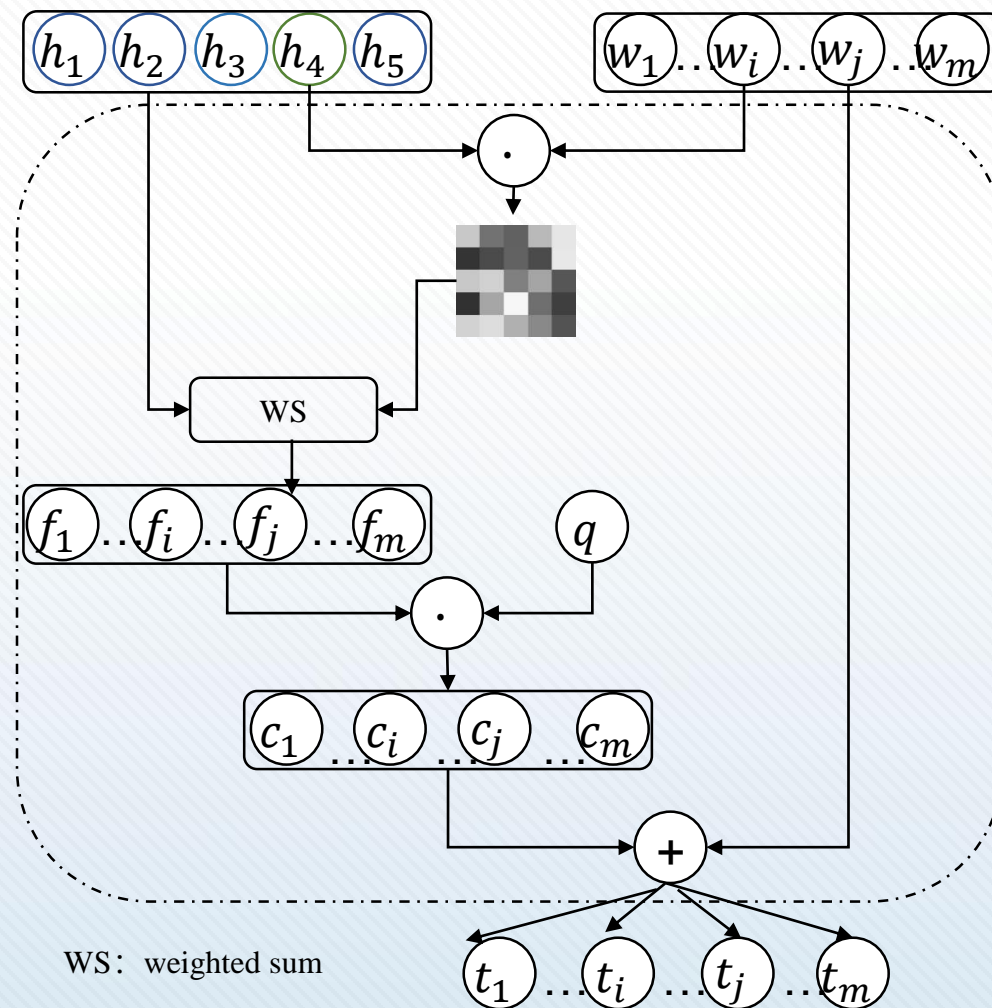 h₁ h₂ h₃ h₄ h₅
w₁ ... wᵢ ... wⱼ ... wₘ
·
WS
f₁ ... fᵢ ... fⱼ ... fₘ
q
·
c₁ ... cᵢ ... cⱼ ... cₘ
+
WS： weighted sum
t₁ ... tᵢ ... tⱼ ... tₘ